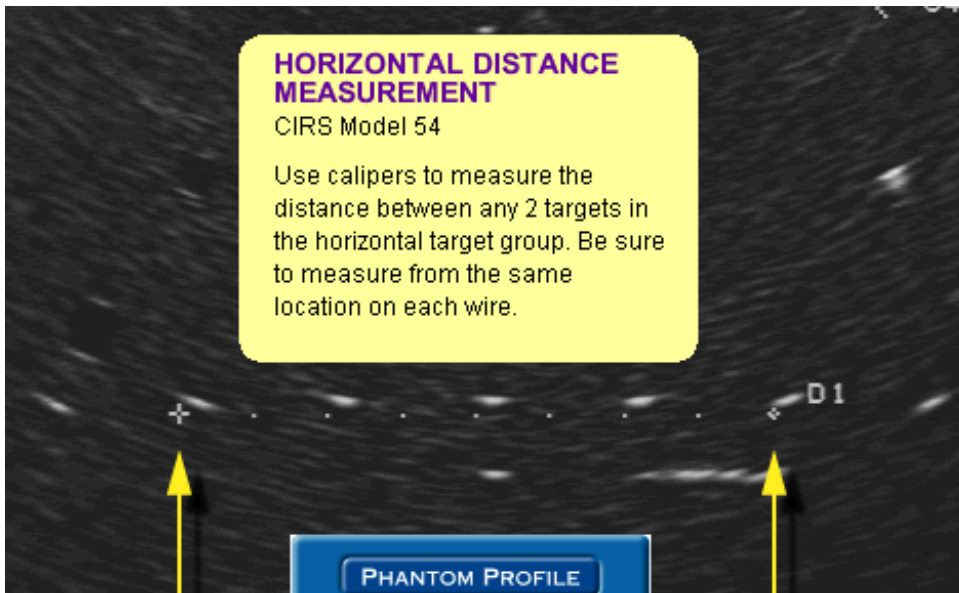 HORIZONTAL DISTANCE
MEASUREMENT
CIRS Model 54
Use calipers to measure the
distance between any 2 targets in
the horizontal target group. Be sure
to measure from the same
location on each wire.
D1
PHANTOM PROFILE